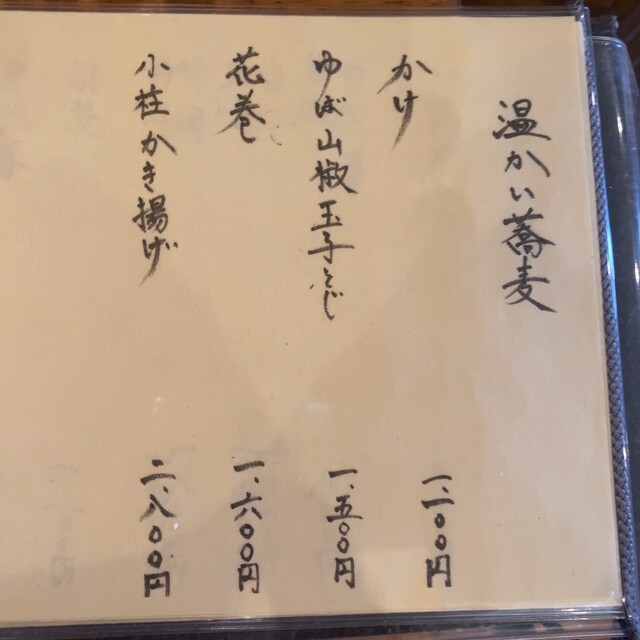 温かい蕎麦
かけ 一、一〇〇円
ゆば山椒玉子とじ 一、五〇〇円
花巻 一、六〇〇円
小柱かき揚げ 二、八〇〇円